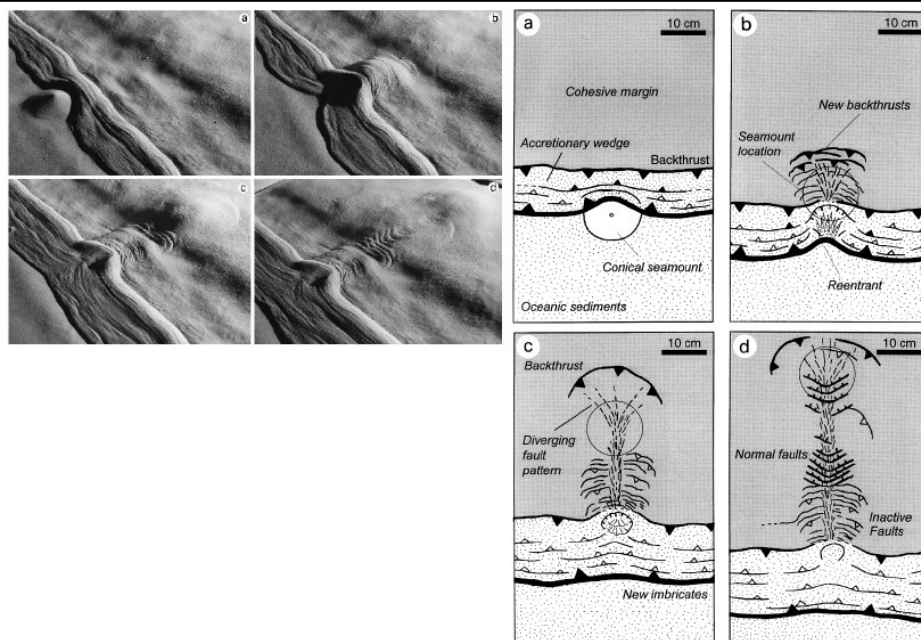 a
b
c
d
a
10 cm
Cohesive margin
Accretionary wedge
Backthrust
Conical seamount
Oceanic sediments
b
10 cm
New backthrusts
Seamount
location
Reentrant
c
10 cm
Backthrust
Diverging
fault
pattern
New imbricates
d
10 cm
Normal faults
Inactive
Faults